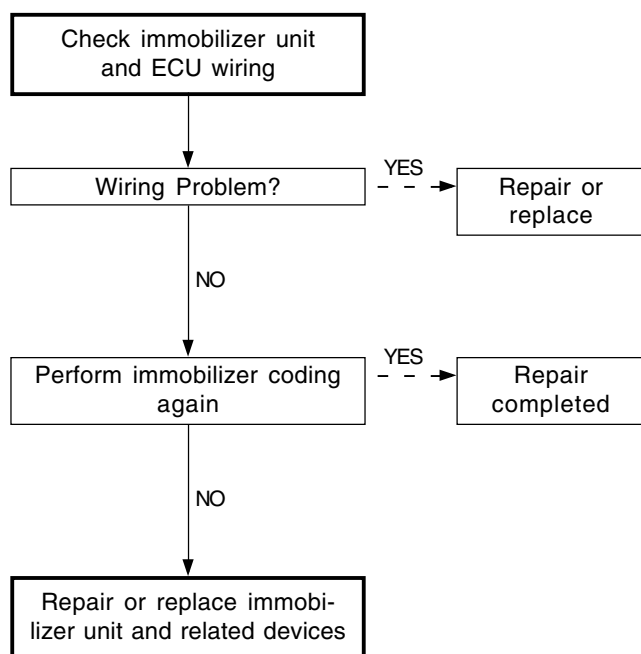 Check immobilizer unit
and ECU wiring
Wiring Problem?
YES
Repair or
replace
NO
Perform immobilizer coding
again
YES
Repair
completed
NO
Repair or replace immobi-
lizer unit and related devices